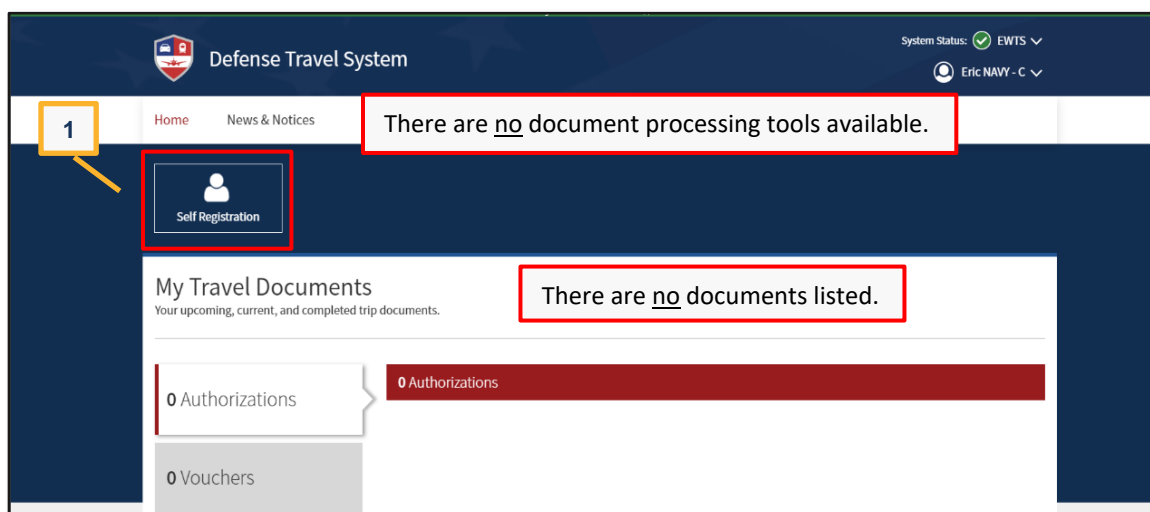 Defense Travel System
System Status: EWTS
Eric NAVY - C
1
Home News & Notices
There are no document processing tools available.
Self Registration
My Travel Documents
Your upcoming, current, and completed trip documents.
There are no documents listed.
0 Authorizations
0 Authorizations
0 Vouchers